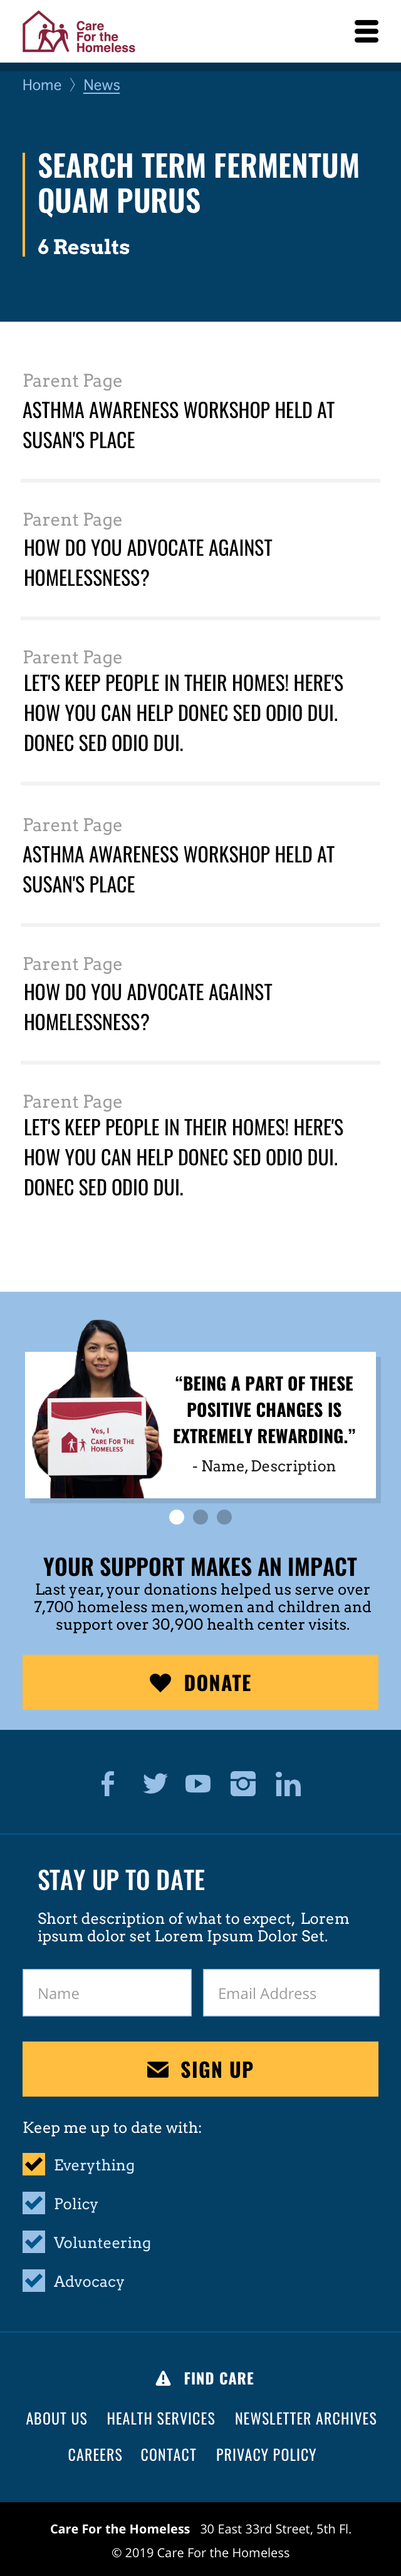 Care
For the
Homeless
Home 〉 News
SEARCH TERM FERMENTUM
QUAM PURUS
6 Results
Parent Page
ASTHMA AWARENESS WORKSHOP HELD AT
SUSAN'S PLACE
Parent Page
HOW DO YOU ADVOCATE AGAINST
HOMELESSNESS?
Parent Page
LET'S KEEP PEOPLE IN THEIR HOMES! HERE'S
HOW YOU CAN HELP DONEC SED ODIO DUI.
DONEC SED ODIO DUI.
Parent Page
ASTHMA AWARENESS WORKSHOP HELD AT
SUSAN'S PLACE
Parent Page
HOW DO YOU ADVOCATE AGAINST
HOMELESSNESS?
Parent Page
LET'S KEEP PEOPLE IN THEIR HOMES! HERE'S
HOW YOU CAN HELP DONEC SED ODIO DUI.
DONEC SED ODIO DUI.
Yes, I
CARE FOR THE
HOMELESS
“BEING A PART OF THESE
POSITIVE CHANGES IS
EXTREMELY REWARDING.”
- Name, Description
YOUR SUPPORT MAKES AN IMPACT
Last year, your donations helped us serve over
7,700 homeless men,women and children and
support over 30,900 health center visits.
DONATE
STAY UP TO DATE
Short description of what to expect, Lorem
ipsum dolor set Lorem Ipsum Dolor Set.
Name
Email Address
SIGN UP
Keep me up to date with:
Everything
Policy
Volunteering
Advocacy
FIND CARE
ABOUT US HEALTH SERVICES NEWSLETTER ARCHIVES
CAREERS CONTACT PRIVACY POLICY
Care For the Homeless 30 East 33rd Street, 5th Fl.
© 2019 Care For the Homeless